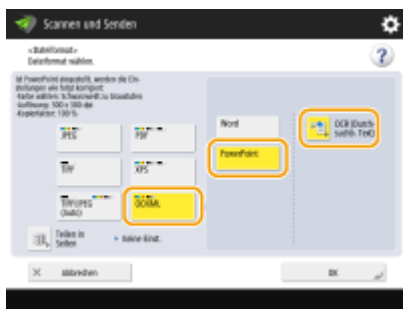 Scannen und Senden
<Dateiformat>
Dateiformat wählen.
?
Ist PowerPoint eingestellt, werden die Ein-
stellungen wie folgt korrigiert:
-Farbe wählen: Schwarzweiß zu Graustufen
-Auflösung: 300 x 300 dpi
-Kopierfaktor: 100 %
JPEG
PDF
TIFF
XPS
TIFF/JPEG
(Auto)
OOXML
Word
PowerPoint
OCR (Durch-
suchb. Text)
Teilen in
Seiten
Keine Einst.
Abbrechen
OK